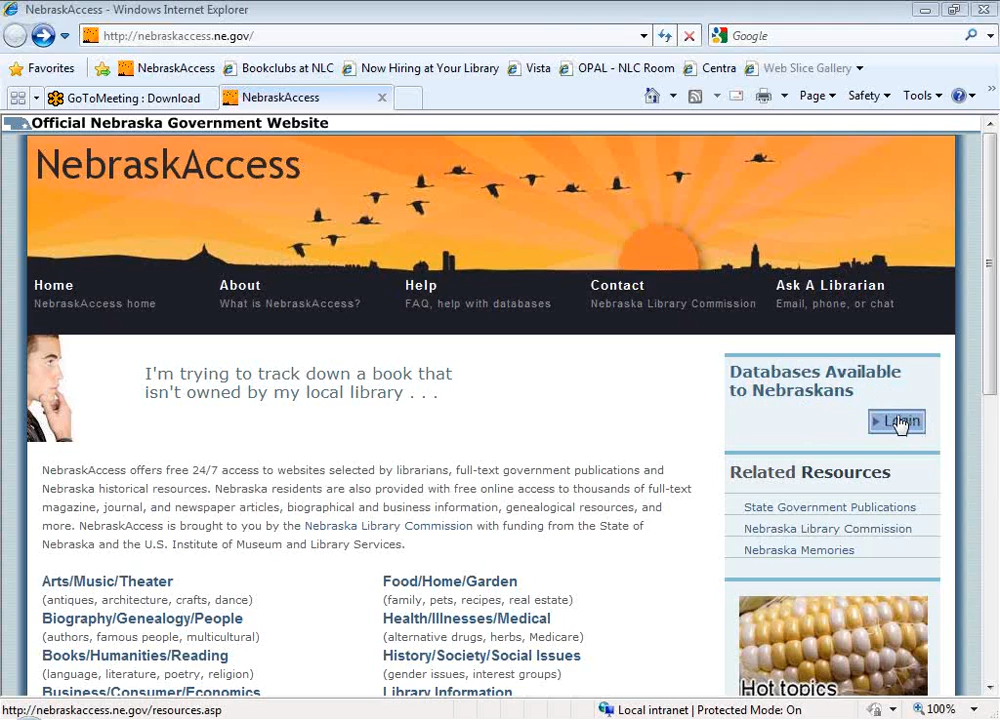 NebraskAccess - Windows Internet Explorer
http://nebraskaccess.ne.gov/
Google
Favorites
NebraskAccess
Bookclubs at NLC
Now Hiring at Your Library
Vista
OPAL - NLC Room
Centra
Web Slice Gallery
GoToMeeting : Download
NebraskAccess
Page
Safety
Tools
Official Nebraska Government Website
NebraskAccess
Home
NebraskAccess home
About
What is NebraskAccess?
Help
FAQ, help with databases
Contact
Nebraska Library Commission
Ask A Librarian
Email, phone, or chat
I'm trying to track down a book that
isn't owned by my local library . . .
NebraskAccess offers free 24/7 access to websites selected by librarians, full-text government publications and
Nebraska historical resources. Nebraska residents are also provided with free online access to thousands of full-text
magazine, journal, and newspaper articles, biographical and business information, genealogical resources, and
more. NebraskAccess is brought to you by the Nebraska Library Commission with funding from the State of
Nebraska and the U.S. Institute of Museum and Library Services.
Arts/Music/Theater
(antiques, architecture, crafts, dance)
Biography/Genealogy/People
(authors, famous people, multicultural)
Books/Humanities/Reading
(language, literature, poetry, religion)
Business/Consumer/Economics
Food/Home/Garden
(family, pets, recipes, real estate)
Health/Illnesses/Medical
(alternative drugs, herbs, Medicare)
History/Society/Social Issues
(gender issues, interest groups)
Library Information
Databases Available
to Nebraskans
Login
Related Resources
State Government Publications
Nebraska Library Commission
Nebraska Memories
Hot topics
http://nebraskaccess.ne.gov/resources.asp
Local intranet | Protected Mode: On
100%